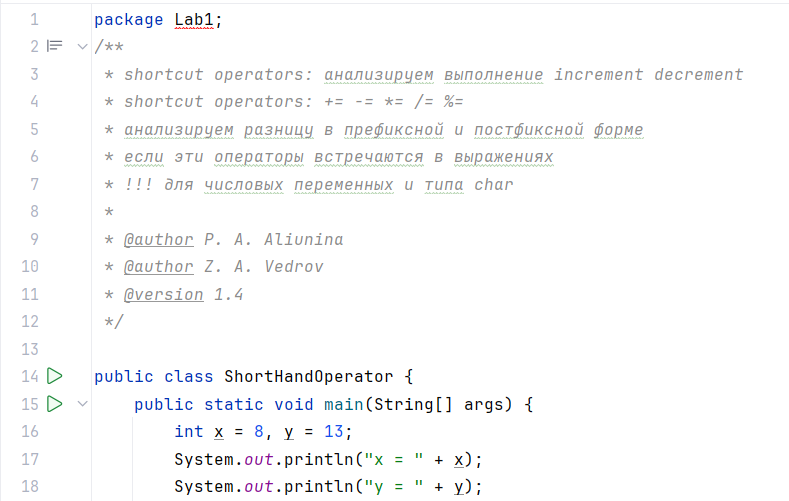 1 package Lab1;
2 /**
3 * shortcut operators: анализируем выполнение increment decrement
4 * shortcut operators: += -= *= /= %=
5 * анализируем разницу в префиксной и постфиксной форме
6 * если эти операторы встречаются в выражениях
7 * !!! для числовых переменных и типа char
8 *
9 * @author P. A. Aliunina
10 * @author Z. A. Vedrov
11 * @version 1.4
12 */
13
14 public class ShortHandOperator {
15 public static void main(String[] args) {
16 int x = 8, y = 13;
17 System.out.println("x = " + x);
18 System.out.println("y = " + y);